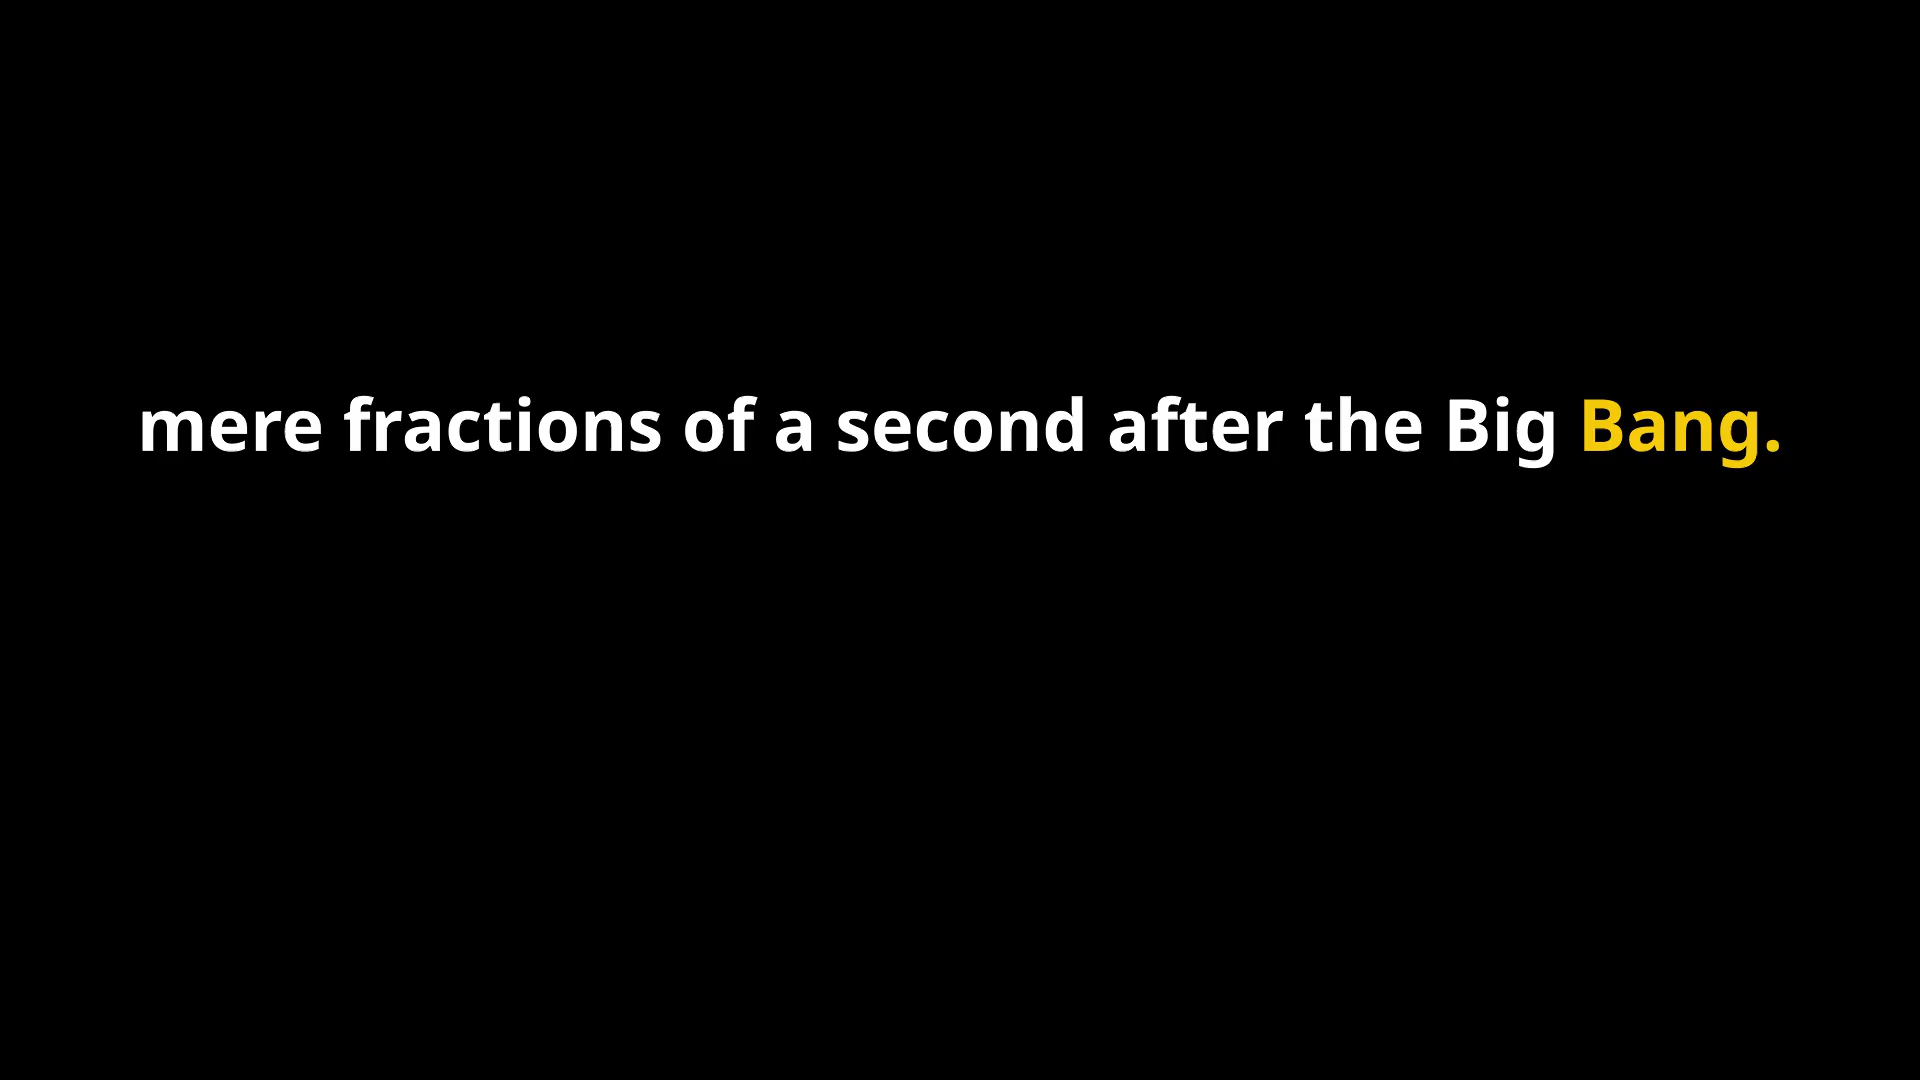 mere fractions of a second after the Big Bang.